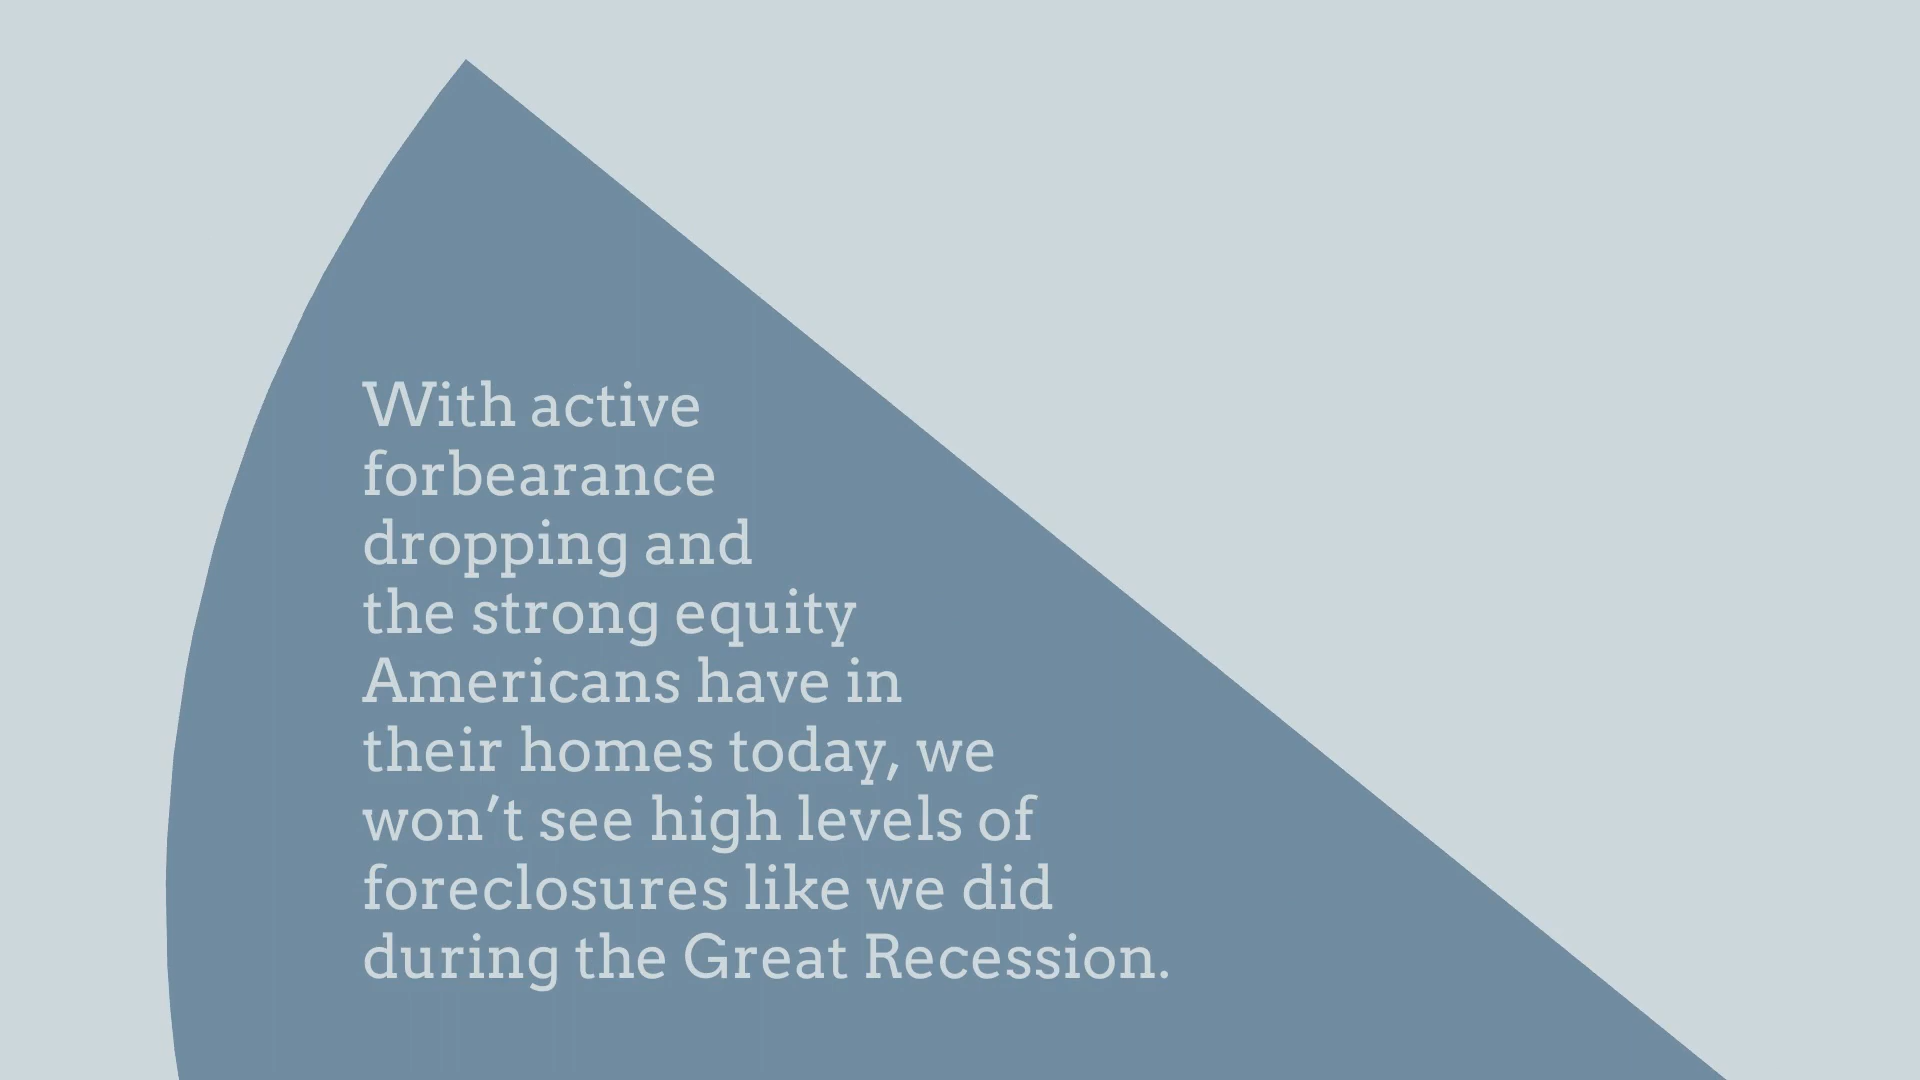 With active
forbearance
dropping and
the strong equity
Americans have in
their homes today, we
won’t see high levels of
foreclosures like we did
during the Great Recession.